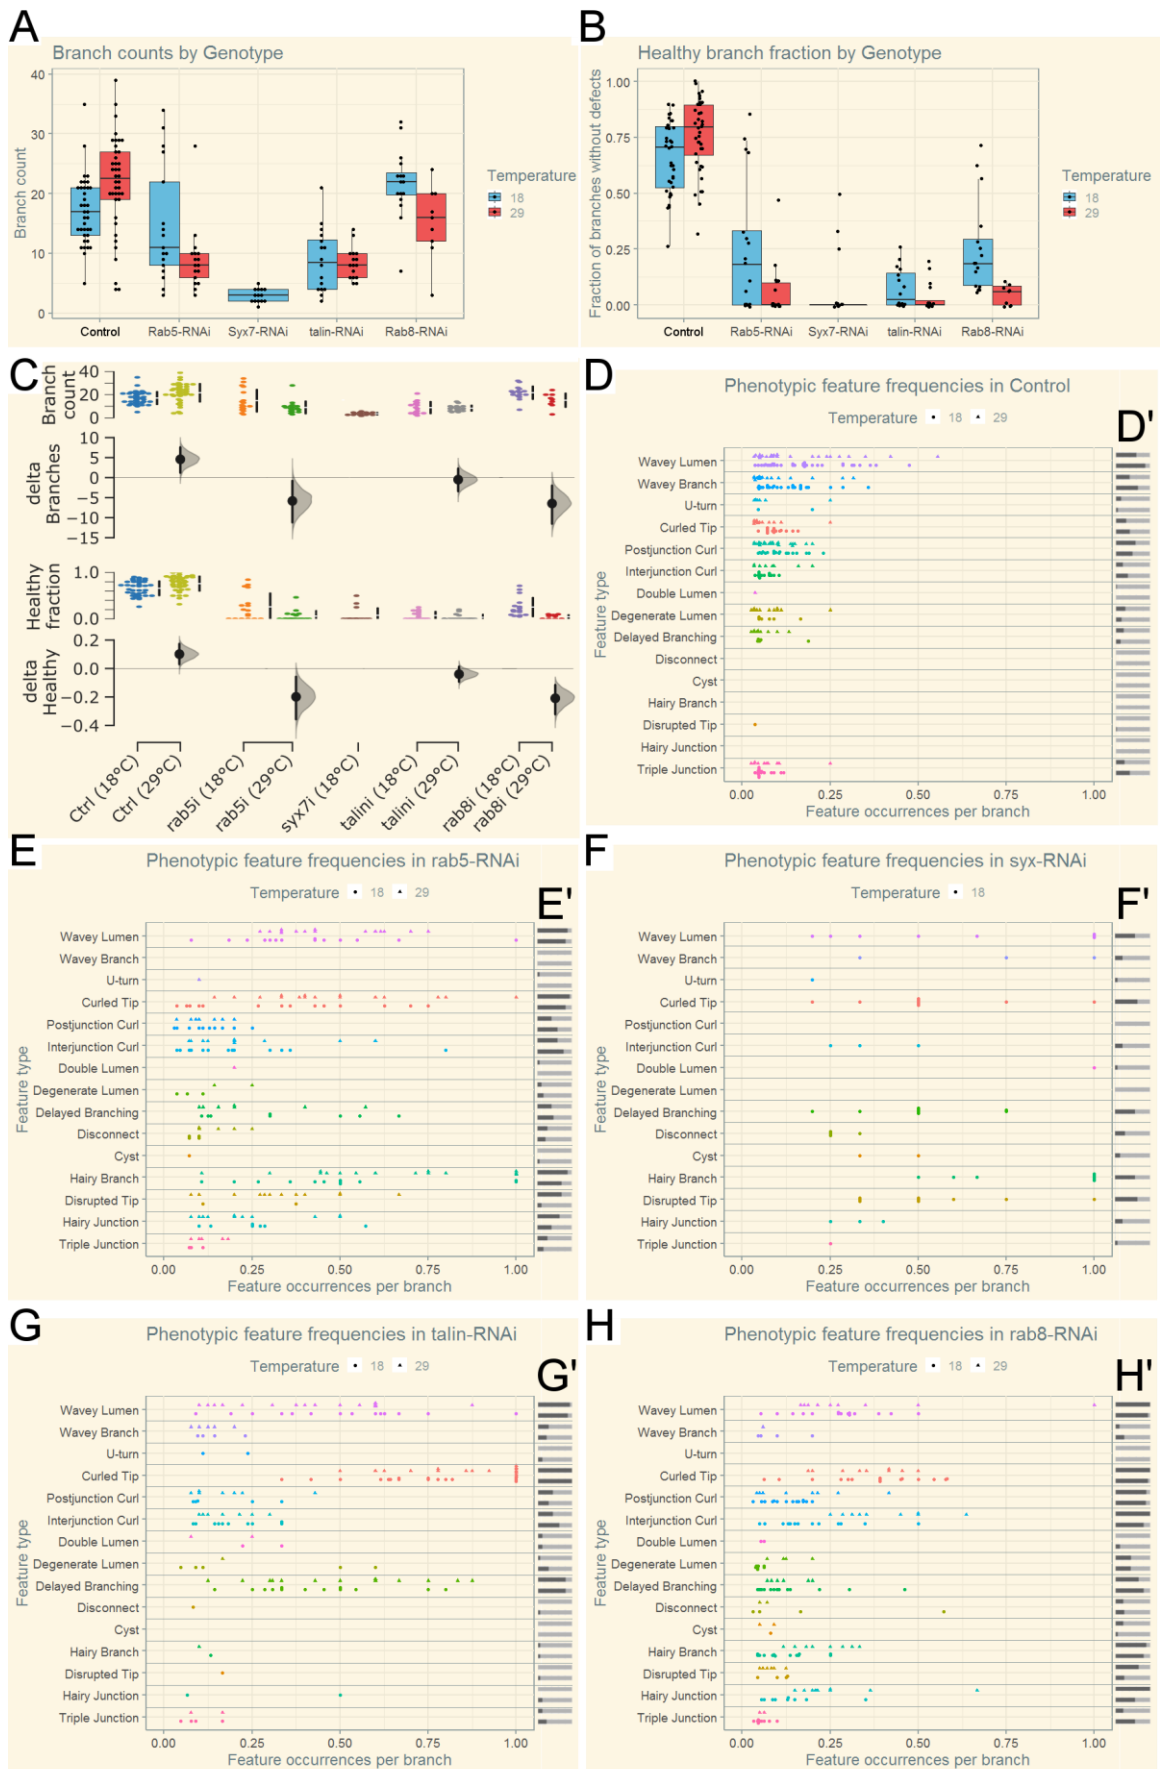 A
Branch counts by Genotype
Branch count
40
30
20
10
0
Control
Rab5-RNAi
Syx7-RNAi
talin-RNAi
Rab8-RNAi
Temperature
18
29
B
Healthy branch fraction by Genotype
Fraction of branches without defects
1.00
0.75
0.50
0.25
0.00
Control
Rab5-RNAi
Syx7-RNAi
talin-RNAi
Rab8-RNAi
Temperature
18
29
C
Branch
count
40
20
0
delta
Branches
10
5
0
−5
−10
−15
Healthy
fraction
1.0
0.0
delta
Healthy
0.2
0.0
−0.2
−0.4
Ctrl (18°C)
Ctrl (29°C)
rab5i (18°C)
rab5i (29°C)
syx7i (18°C)
talini (18°C)
talini (29°C)
rab8i (18°C)
rab8i (29°C)
D
Phenotypic feature frequencies in Control
Temperature 18 29
D'
Feature type
Wavey Lumen
Wavey Branch
U-turn
Curled Tip
Postjunction Curl
Interjunction Curl
Double Lumen
Degenerate Lumen
Delayed Branching
Disconnect
Cyst
Hairy Branch
Disrupted Tip
Hairy Junction
Triple Junction
0.00 0.25 0.50 0.75 1.00
Feature occurrences per branch
E
Phenotypic feature frequencies in rab5-RNAi
Temperature 18 29
E'
Feature type
Wavey Lumen
Wavey Branch
U-turn
Curled Tip
Postjunction Curl
Interjunction Curl
Double Lumen
Degenerate Lumen
Delayed Branching
Disconnect
Cyst
Hairy Branch
Disrupted Tip
Hairy Junction
Triple Junction
0.00 0.25 0.50 0.75 1.00
Feature occurrences per branch
F
Phenotypic feature frequencies in syx-RNAi
Temperature 18
F'
Feature type
Wavey Lumen
Wavey Branch
U-turn
Curled Tip
Postjunction Curl
Interjunction Curl
Double Lumen
Degenerate Lumen
Delayed Branching
Disconnect
Cyst
Hairy Branch
Disrupted Tip
Hairy Junction
Triple Junction
0.00 0.25 0.50 0.75 1.00
Feature occurrences per branch
G
Phenotypic feature frequencies in talin-RNAi
Temperature 18 29
G'
Feature type
Wavey Lumen
Wavey Branch
U-turn
Curled Tip
Postjunction Curl
Interjunction Curl
Double Lumen
Degenerate Lumen
Delayed Branching
Disconnect
Cyst
Hairy Branch
Disrupted Tip
Hairy Junction
Triple Junction
0.00 0.25 0.50 0.75 1.00
Feature occurrences per branch
H
Phenotypic feature frequencies in rab8-RNAi
Temperature 18 29
H'
Feature type
Wavey Lumen
Wavey Branch
U-turn
Curled Tip
Postjunction Curl
Interjunction Curl
Double Lumen
Degenerate Lumen
Delayed Branching
Disconnect
Cyst
Hairy Branch
Disrupted Tip
Hairy Junction
Triple Junction
0.00 0.25 0.50 0.75 1.00
Feature occurrences per branch